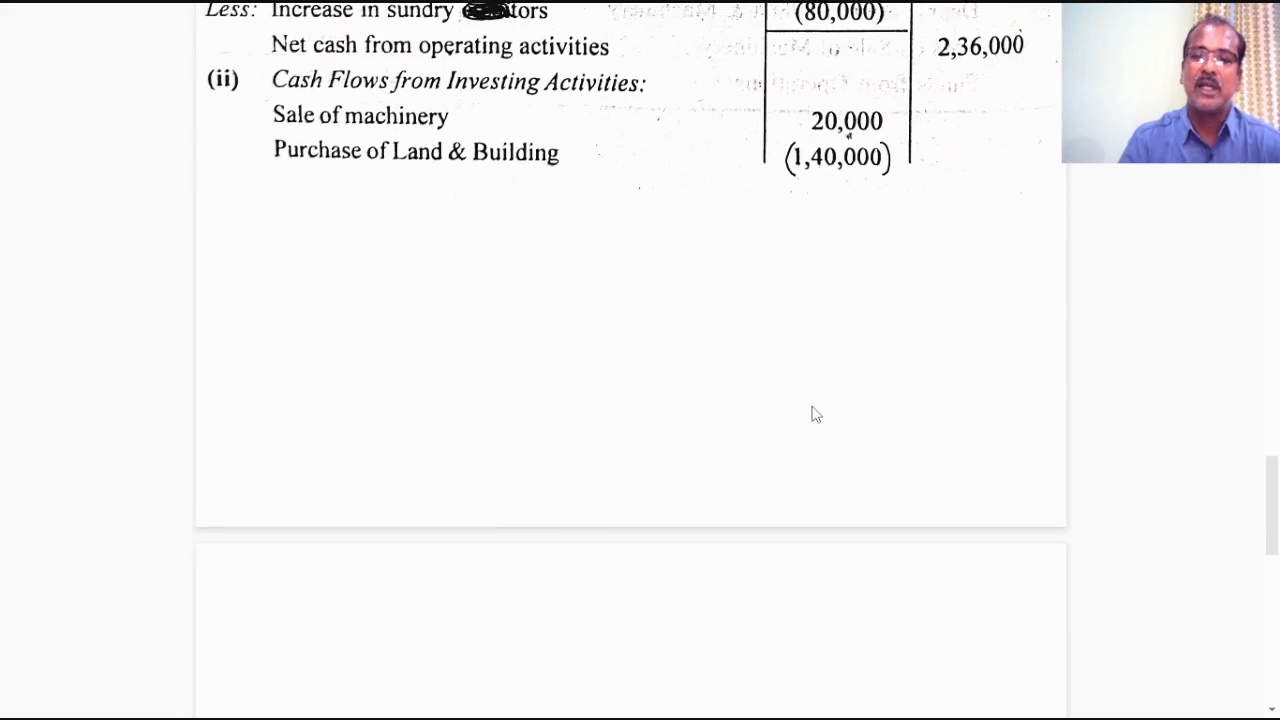 Less: Increase in sundry tors (80,000)
Net cash from operating activities 2,36,000
(ii) Cash Flows from Investing Activities:
Sale of machinery 20,000
Purchase of Land & Building (1,40,000)